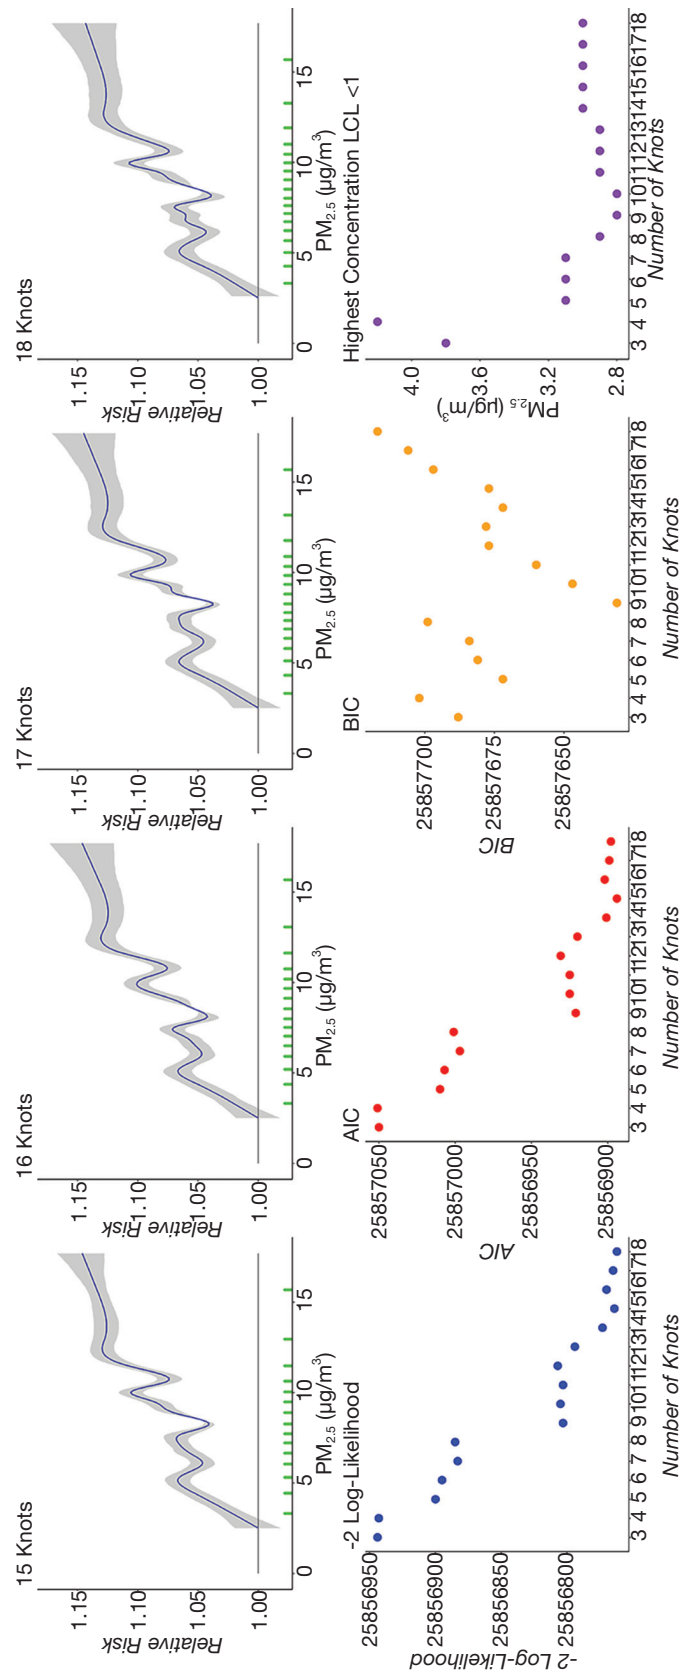 15 Knots
Relative Risk
1.15
1.10
1.05
1.00
0 5 10 15
PM2.5 (µg/m3)
16 Knots
Relative Risk
1.15
1.10
1.05
1.00
0 5 10 15
PM2.5 (µg/m3)
17 Knots
Relative Risk
1.15
1.10
1.05
1.00
0 5 10 15
PM2.5 (µg/m3)
18 Knots
Relative Risk
1.15
1.10
1.05
1.00
0 5 10 15
PM2.5 (µg/m3)
-2 Log-Likelihood
-2 Log-Likelihood
25856950
25856900
25856850
25856800
3 4 5 6 7 8 9 10 11 12 13 14 15 16 17 18
Number of Knots
AIC
AIC
25857050
25857000
25856950
25856900
3 4 5 6 7 8 9 10 11 12 13 14 15 16 17 18
Number of Knots
BIC
BIC
25857700
25857675
25857650
3 4 5 6 7 8 9 10 11 12 13 14 15 16 17 18
Number of Knots
Highest Concentration LCL <1
PM2.5 (µg/m3)
4.0
3.6
3.2
2.8
3 4 5 6 7 8 9 10 11 12 13 14 15 16 17 18
Number of Knots